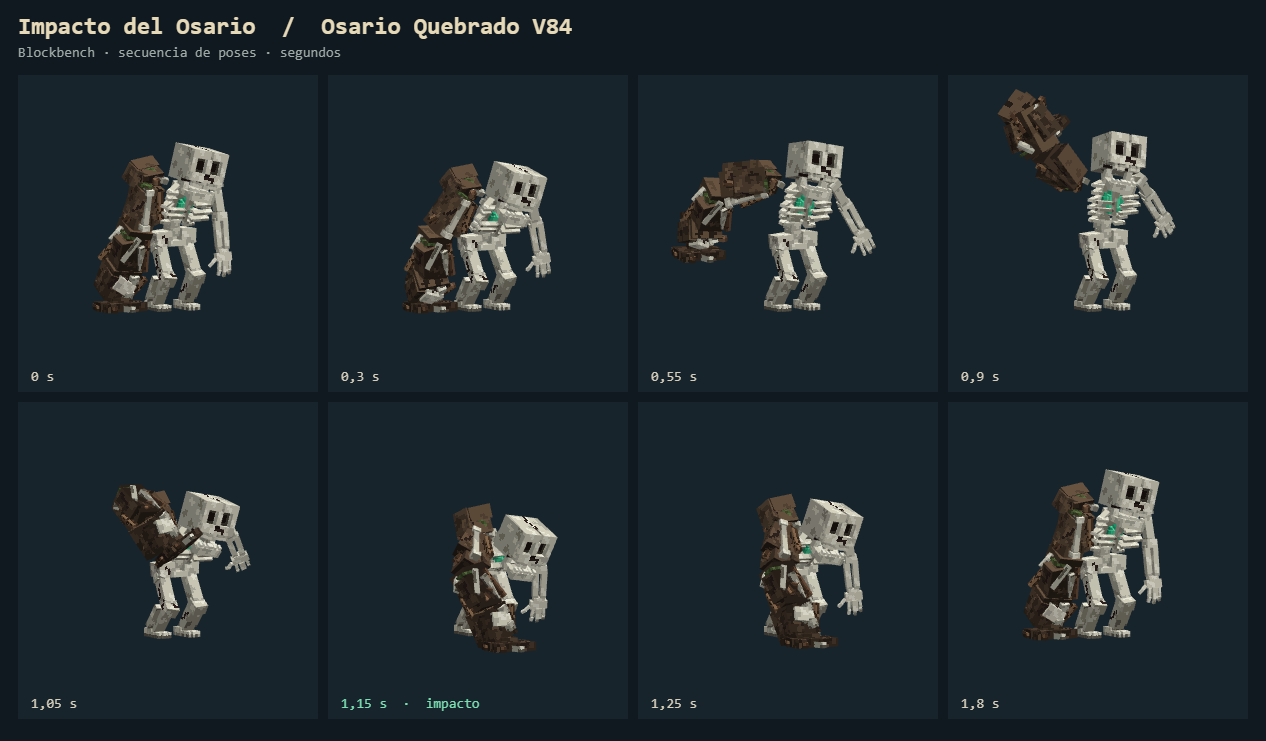 Impacto del Osario / Osario Quebrado V84
Blockbench · secuencia de poses · segundos
0 s
0,3 s
0,55 s
0,9 s
1,05 s
1,15 s · impacto
1,25 s
1,8 s